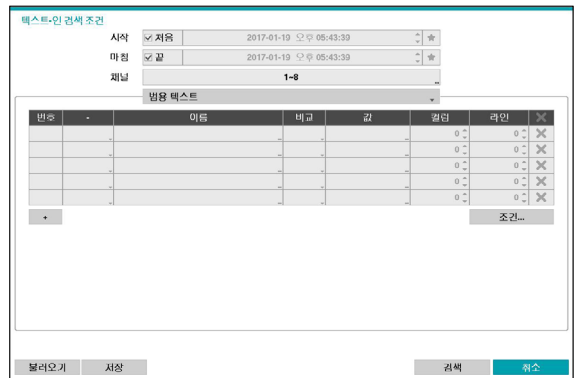 텍스트-인 검색 조건
시작 처음 2017-01-19 오후 05:43:39
마침 끝 2017-01-19 오후 05:43:39
채널 1~8
범용 텍스트
번호 - 이름 비교 값 컬럼 라인
0 0
0 0
0 0
0 0
0 0
+ 조건...
불러오기 저장 검색 취소